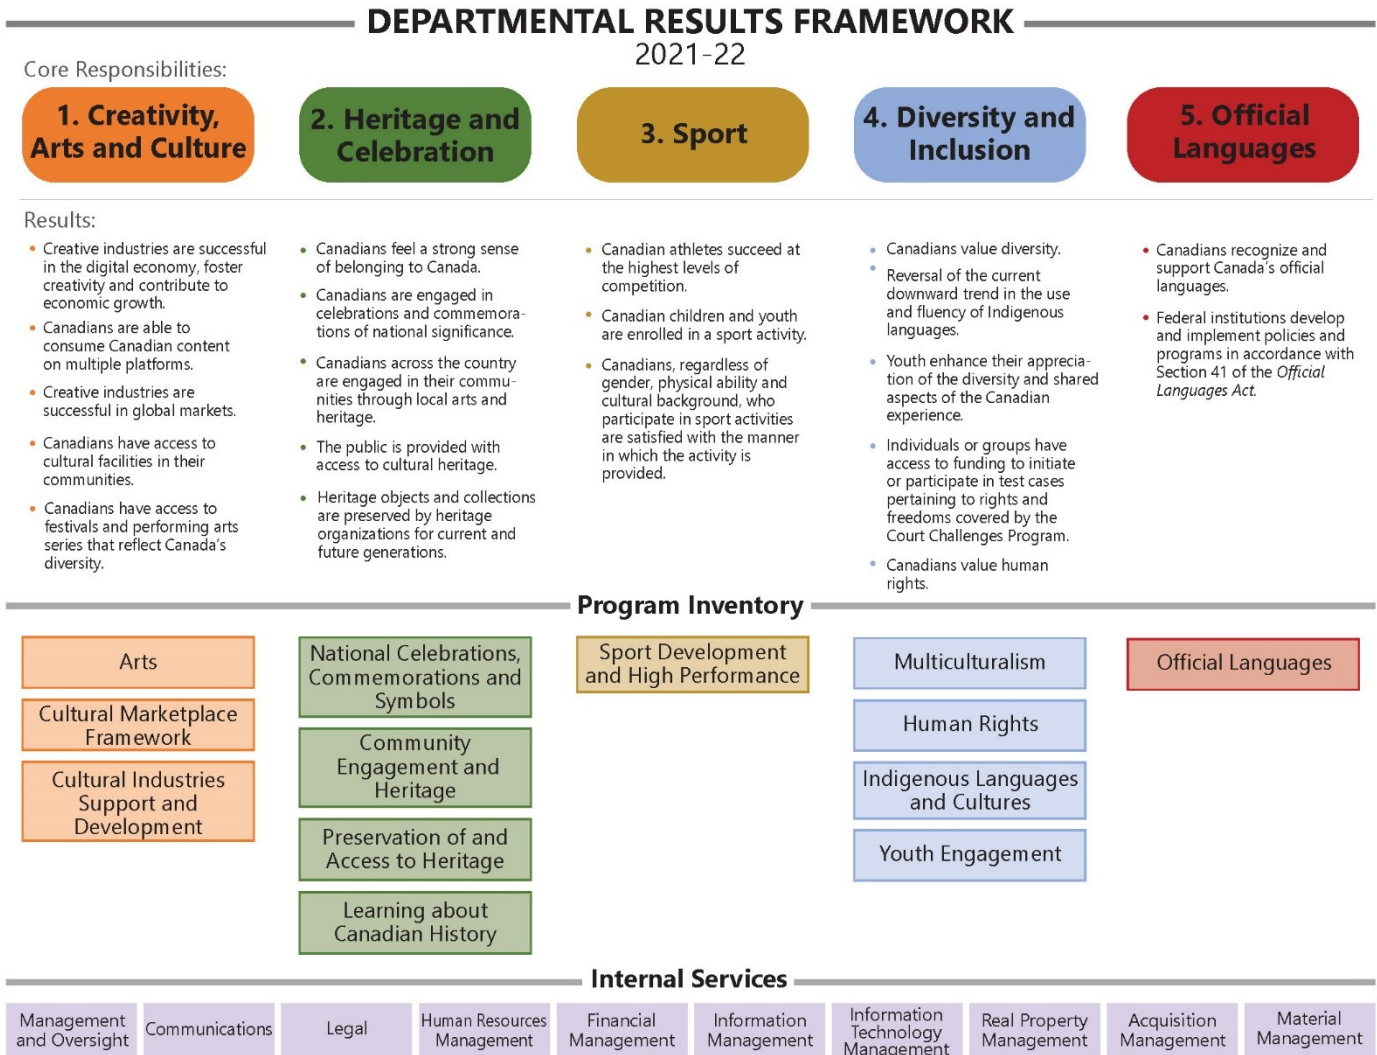 DEPARTMENTAL RESULTS FRAMEWORK
2021-22
Core Responsibilities:
1. Creativity,
Arts and Culture
2. Heritage and
Celebration
3. Sport
4. Diversity and
Inclusion
5. Official
Languages
Results:
• Creative industries are successful
in the digital economy, foster
creativity and contribute to
economic growth.
• Canadians are able to
consume Canadian content
on multiple platforms.
• Creative industries are
successful in global markets.
• Canadians have access to
cultural facilities in their
communities.
• Canadians have access to
festivals and performing arts
series that reflect Canada's
diversity.
• Canadians feel a strong sense
of belonging to Canada.
• Canadians are engaged in
celebrations and commemora-
tions of national significance.
• Canadians across the country
are engaged in their commu-
nities through local arts and
heritage.
• The public is provided with
access to cultural heritage.
• Heritage objects and collections
are preserved by heritage
organizations for current and
future generations.
• Canadian athletes succeed at
the highest levels of
competition.
• Canadian children and youth
are enrolled in a sport activity.
• Canadians, regardless of
gender, physical ability and
cultural background, who
participate in sport activities
are satisfied with the manner
in which the activity is
provided.
• Canadians value diversity.
• Reversal of the current
downward trend in the use
and fluency of Indigenous
languages.
• Youth enhance their apprecia-
tion of the diversity and shared
aspects of the Canadian
experience.
• Individuals or groups have
access to funding to initiate
or participate in test cases
pertaining to rights and
freedoms covered by the
Court Challenges Program.
• Canadians value human
rights.
• Canadians recognize and
support Canada's official
languages.
• Federal institutions develop
and implement policies and
programs in accordance with
Section 41 of the Official
Languages Act.
Program Inventory
Arts
Cultural Marketplace
Framework
Cultural Industries
Support and
Development
National Celebrations,
Commemorations and
Symbols
Community
Engagement and
Heritage
Preservation of and
Access to Heritage
Learning about
Canadian History
Sport Development
and High Performance
Multiculturalism
Human Rights
Indigenous Languages
and Cultures
Youth Engagement
Official Languages
Internal Services
Management
and Oversight
Communications
Legal
Human Resources
Management
Financial
Management
Information
Management
Information
Technology
Management
Real Property
Management
Acquisition
Management
Material
Management